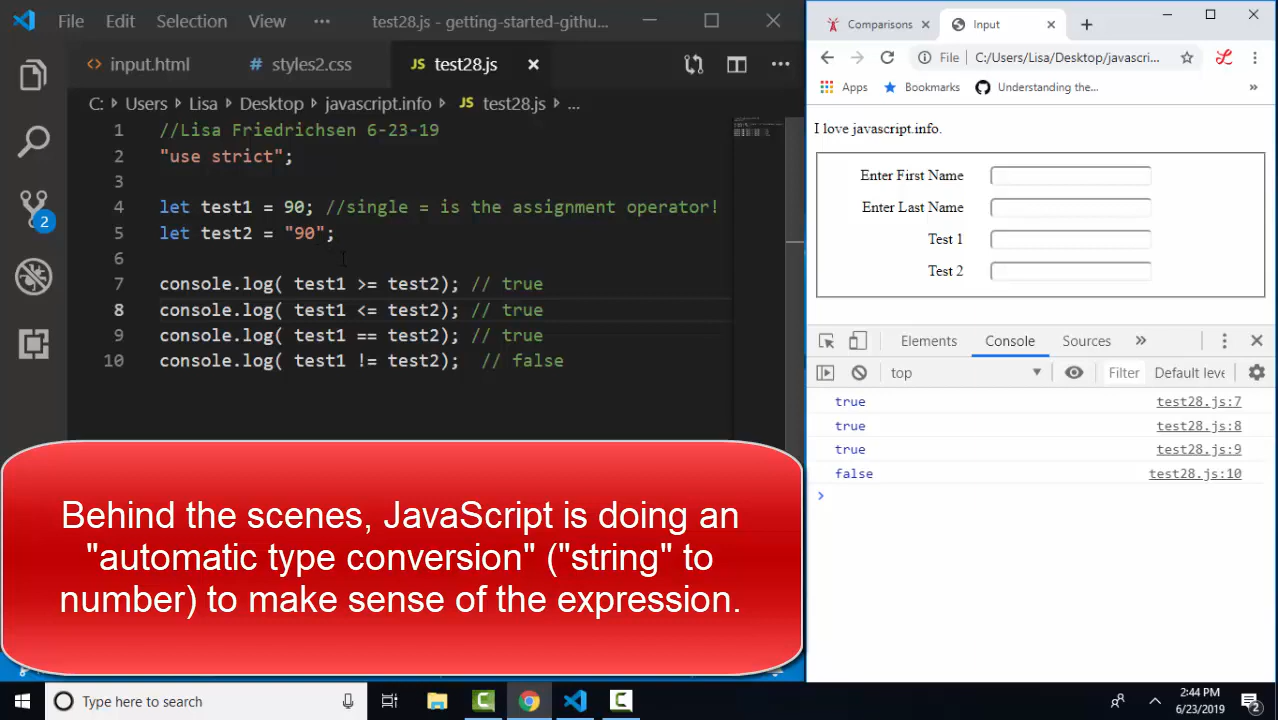 File Edit Selection View ··· test28.js - getting-started-githu...
input.html styles2.css JS test28.js
C: › Users › Lisa › Desktop › javascript.info › JS test28.js › ...
1 //Lisa Friedrichsen 6-23-19
2 "use strict";
3
4 let test1 = 90; //single = is the assignment operator!
5 let test2 = "90";
6
7 console.log( test1 >= test2); // true
8 console.log( test1 <= test2); // true
9 console.log( test1 == test2); // true
10 console.log( test1 != test2);  // false
2
Behind the scenes, JavaScript is doing an
"automatic type conversion" ("string" to
number) to make sense of the expression.
Comparisons Input
File C:/Users/Lisa/Desktop/javascri...
Apps Bookmarks Understanding the... »
I love javascript.info.
Enter First Name
Enter Last Name
Test 1
Test 2
Elements Console Sources »
top Filter Default leve
true test28.js:7
true test28.js:8
true test28.js:9
false test28.js:10
Type here to search
2:44 PM
6/23/2019
2